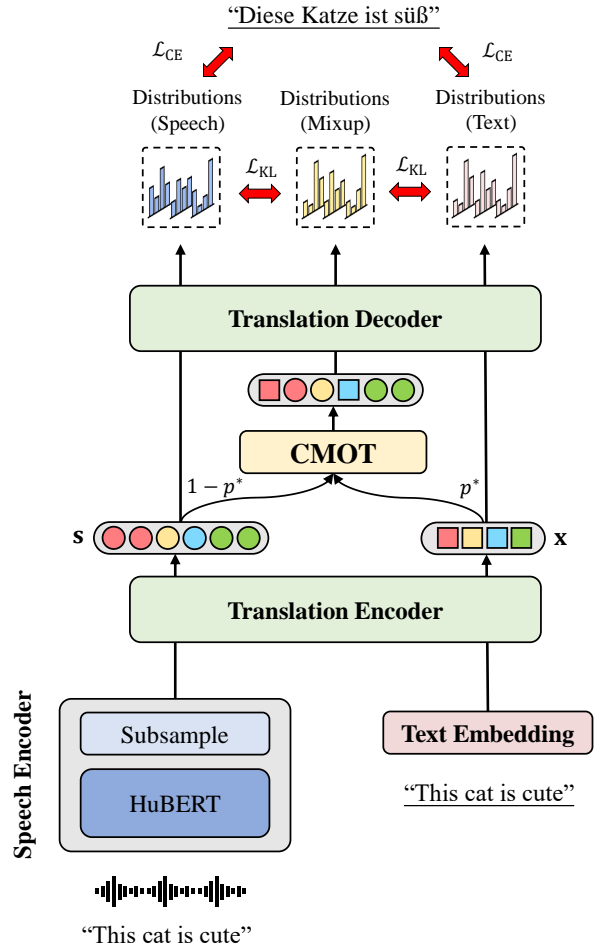 “Diese Katze ist süß”
ℒCE
ℒCE
Distributions
(Speech)
Distributions
(Mixup)
Distributions
(Text)
ℒKL
ℒKL
Translation Decoder
CMOT
1 − p*
p*
s
x
Translation Encoder
Speech Encoder
Subsample
HuBERT
Text Embedding
“This cat is cute”
“This cat is cute”